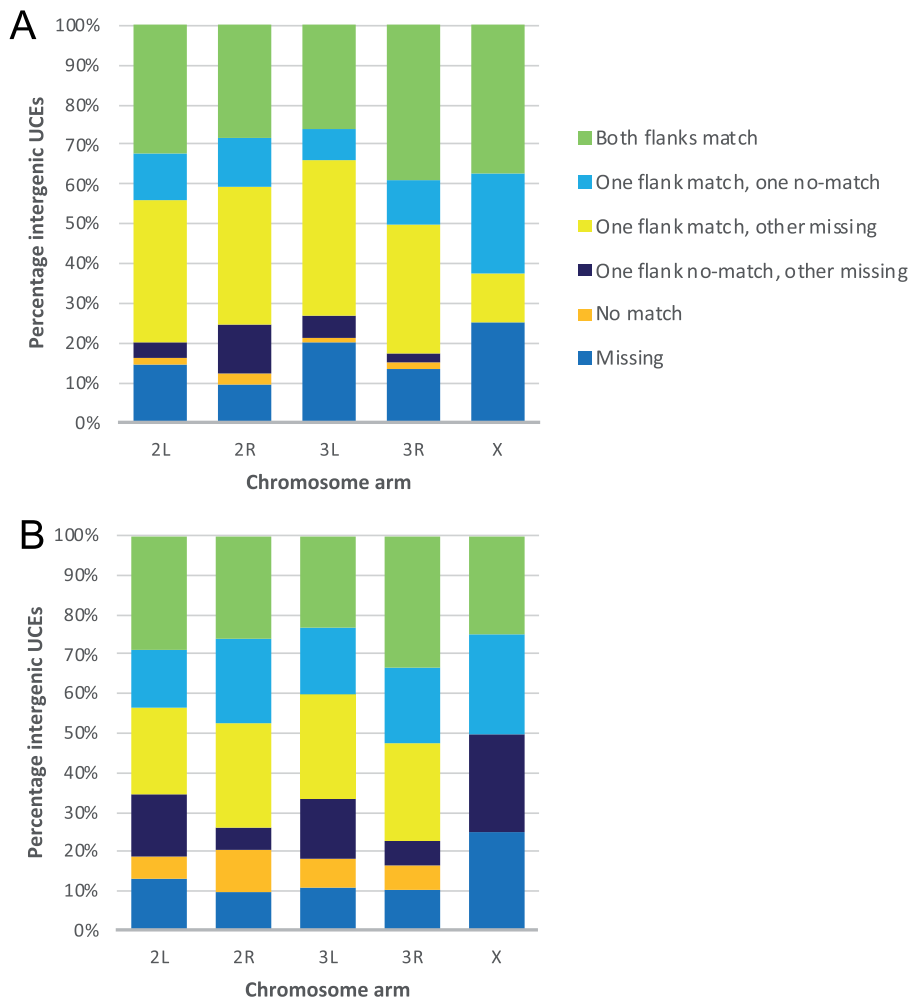 A
Percentage intergenic UCEs
100%
90%
80%
70%
60%
50%
40%
30%
20%
10%
0%
2L 2R 3L 3R X
Chromosome arm
Both flanks match
One flank match, one no-match
One flank match, other missing
One flank no-match, other missing
No match
Missing
B
Percentage intergenic UCEs
100%
90%
80%
70%
60%
50%
40%
30%
20%
10%
0%
2L 2R 3L 3R X
Chromosome arm